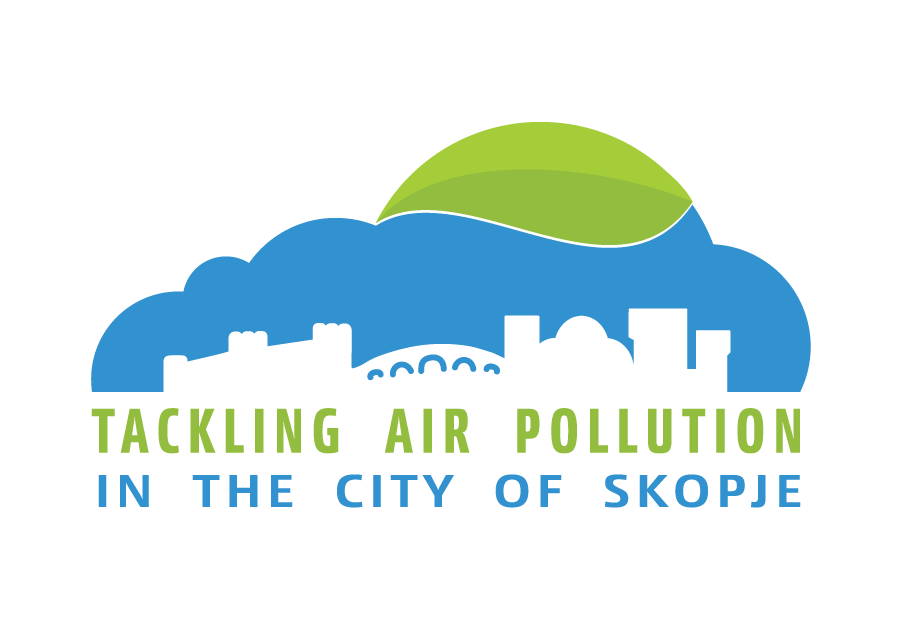 TACKLING AIR POLLUTION
IN THE CITY OF SKOPJE